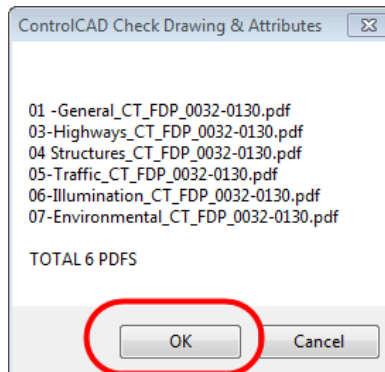 ControlCAD Check Drawing & Attributes
01 -General_CT_FDP_0032-0130.pdf
03-Highways_CT_FDP_0032-0130.pdf
04 Structures_CT_FDP_0032-0130.pdf
05-Traffic_CT_FDP_0032-0130.pdf
06-Illumination_CT_FDP_0032-0130.pdf
07-Environmental_CT_FDP_0032-0130.pdf
TOTAL 6 PDFS
OK Cancel